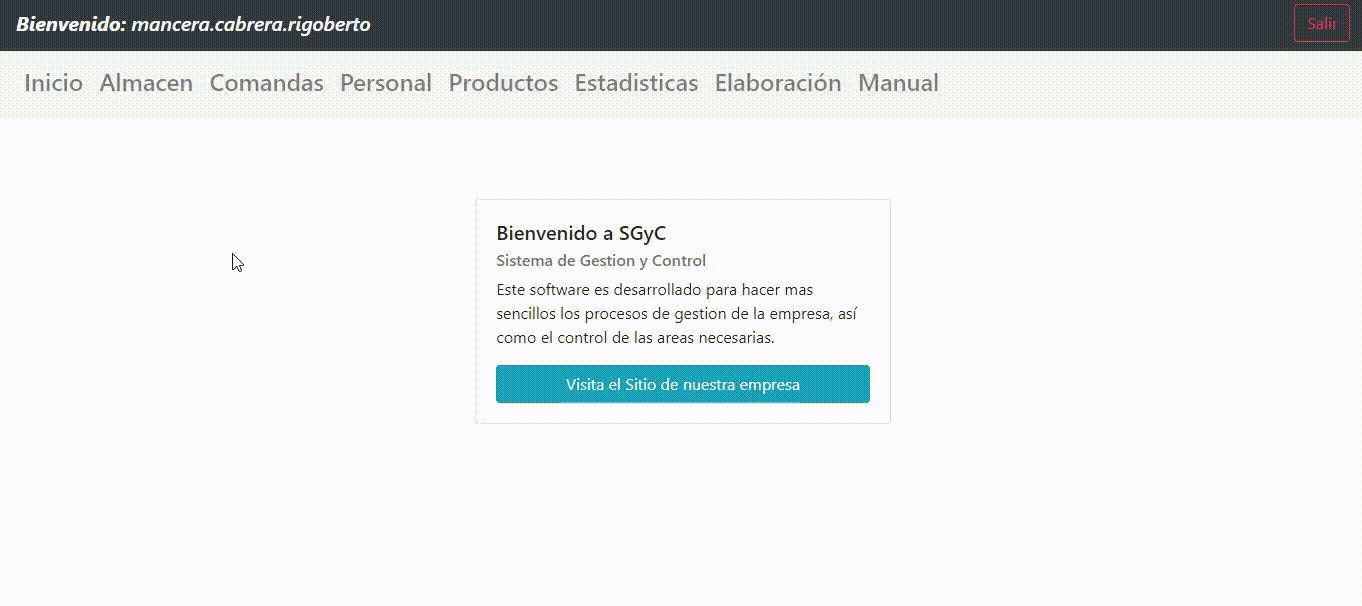 Bienvenido: mancera.cabrera.rigoberto
Salir
Inicio Almacen Comandas Personal Productos Estadisticas Elaboración Manual
Bienvenido a SGyC
Sistema de Gestion y Control
Este software es desarrollado para hacer mas
sencillos los procesos de gestion de la empresa, así
como el control de las areas necesarias.
Visita el Sitio de nuestra empresa